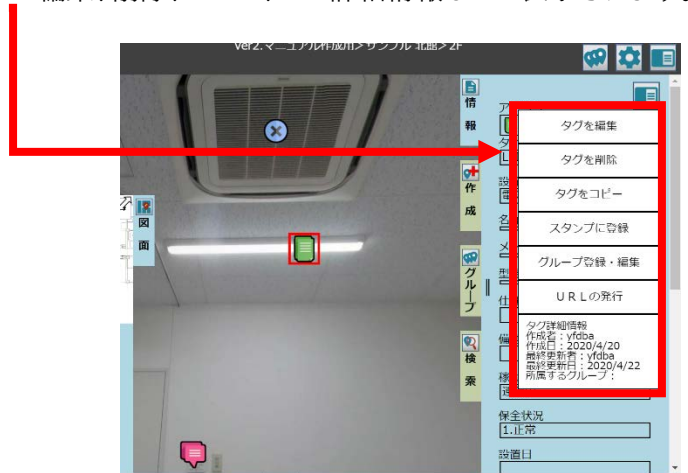 Ver2.マニュアル作成用＞サンプル 北館＞2F
情報
タグを編集
タグを削除
作成
タグをコピー
図面
スタンプに登録
グループ登録・編集
グループ
ＵＲＬの発行
タグ詳細情報
作成者：yfdba
作成日：2020/4/20
最終更新者：yfdba
最終更新日：2020/4/22
所属するグループ：
検索
保全状況
1.正常
設置日